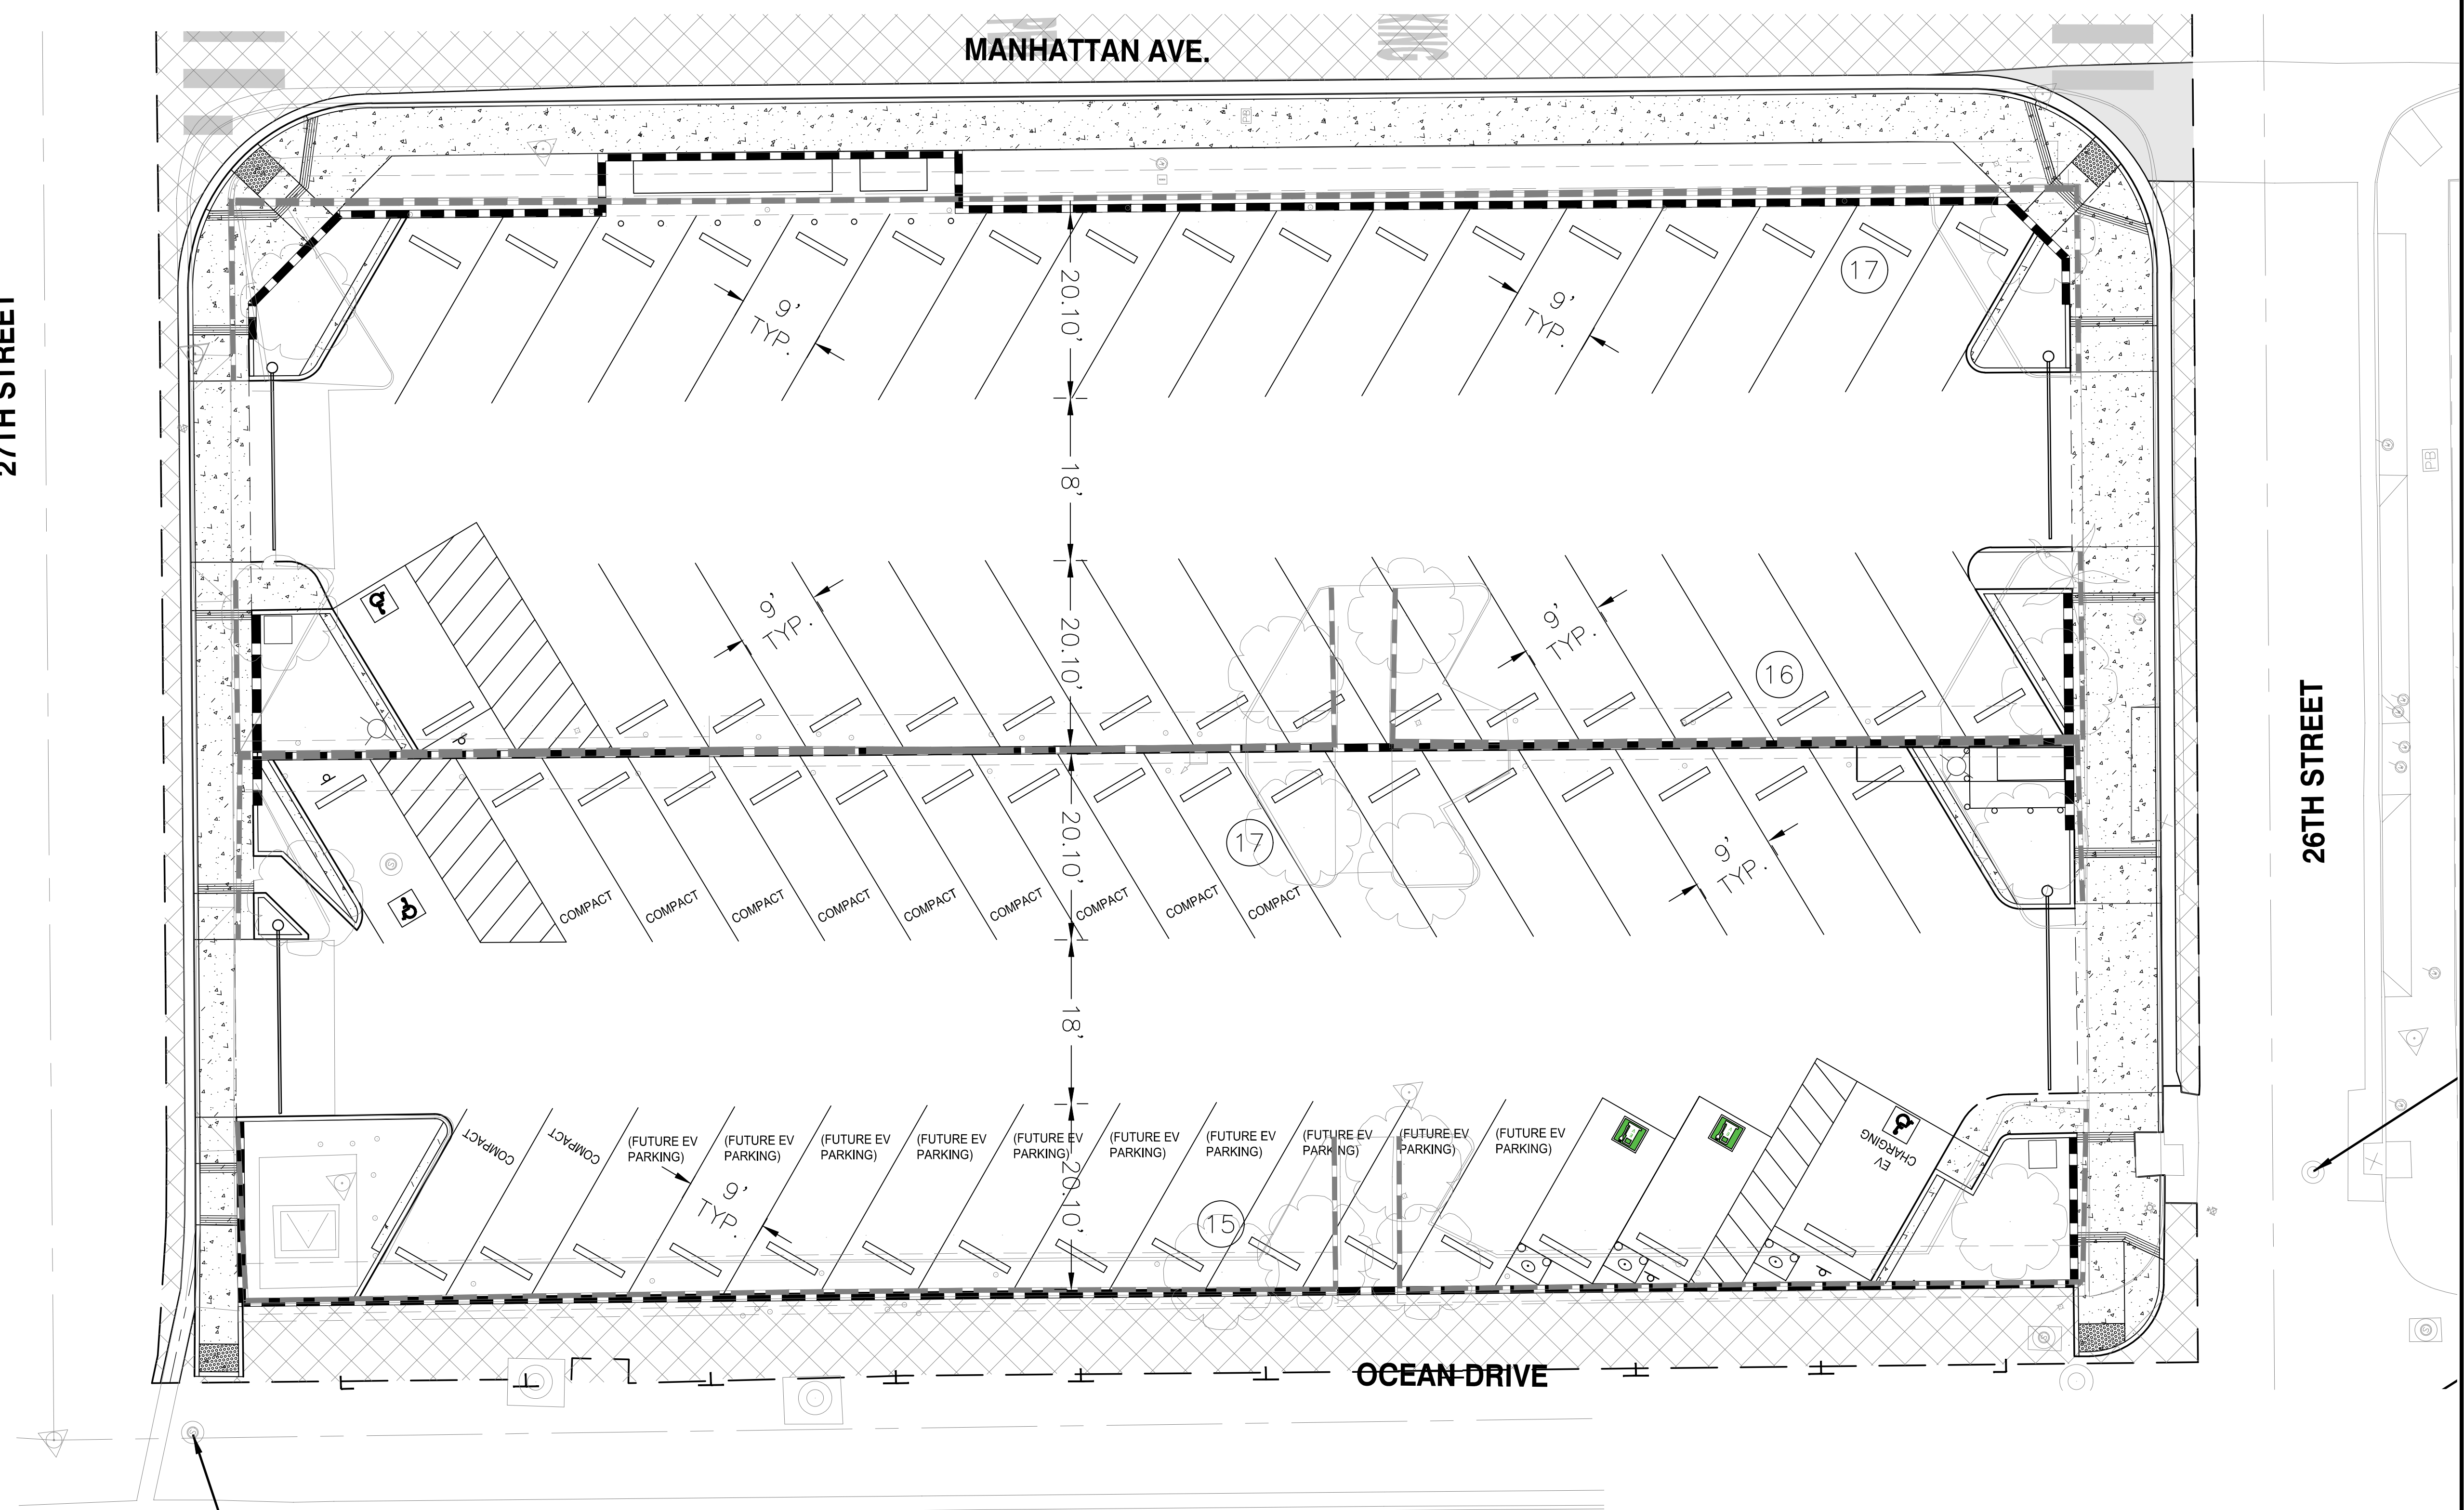 MANHATTAN AVE.
27TH STREET
17
9'
TYP.
20.10'
9'
TYP.
18'
PB
9'
TYP.
20.10'
9'
TYP.
16
26TH STREET
20.10'
17
9'
TYP.
COMPACT
COMPACT
COMPACT
COMPACT
COMPACT
COMPACT
COMPACT
COMPACT
COMPACT
18'
COMPACT
COMPACT
(FUTURE EV
PARKING)
(FUTURE EV
PARKING)
(FUTURE EV
PARKING)
(FUTURE EV
PARKING)
(FUTURE EV
PARKING)
(FUTURE EV
PARKING)
(FUTURE EV
PARKING)
(FUTURE EV
PARKING)
(FUTURE EV
PARKING)
(FUTURE EV
PARKING)
EV
CHARGING
9'
TYP.
20.10'
15
OCEAN DRIVE